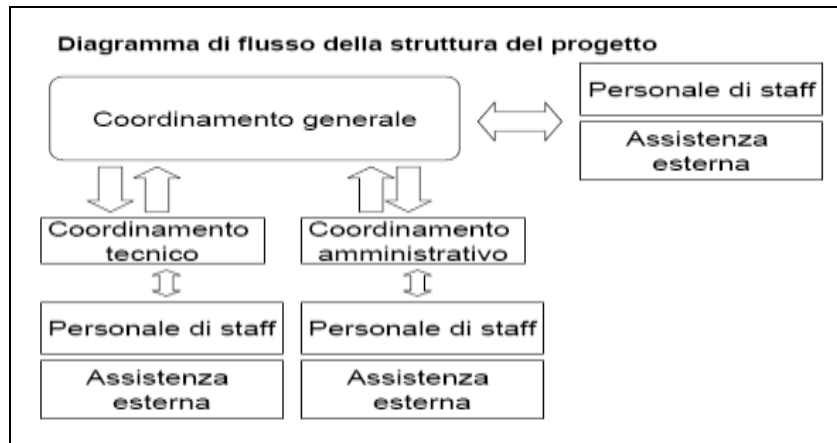 Diagramma di flusso della struttura del progetto
Coordinamento generale
Personale di staff
Assistenza
esterna
Coordinamento
tecnico
Coordinamento
amministrativo
Personale di staff
Assistenza
esterna
Personale di staff
Assistenza
esterna